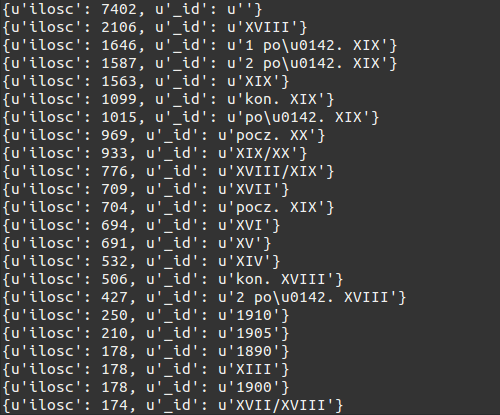 {u'ilosc': 7402, u'_id': u''}
{u'ilosc': 2106, u'_id': u'XVIII'}
{u'ilosc': 1646, u'_id': u'1 po\u0142. XIX'}
{u'ilosc': 1587, u'_id': u'2 po\u0142. XIX'}
{u'ilosc': 1563, u'_id': u'XIX'}
{u'ilosc': 1099, u'_id': u'kon. XIX'}
{u'ilosc': 1015, u'_id': u'po\u0142. XIX'}
{u'ilosc': 969, u'_id': u'pocz. XX'}
{u'ilosc': 933, u'_id': u'XIX/XX'}
{u'ilosc': 776, u'_id': u'XVIII/XIX'}
{u'ilosc': 709, u'_id': u'XVII'}
{u'ilosc': 704, u'_id': u'pocz. XIX'}
{u'ilosc': 694, u'_id': u'XVI'}
{u'ilosc': 691, u'_id': u'XV'}
{u'ilosc': 532, u'_id': u'XIV'}
{u'ilosc': 506, u'_id': u'kon. XVIII'}
{u'ilosc': 427, u'_id': u'2 po\u0142. XVIII'}
{u'ilosc': 250, u'_id': u'1910'}
{u'ilosc': 210, u'_id': u'1905'}
{u'ilosc': 178, u'_id': u'1890'}
{u'ilosc': 178, u'_id': u'XIII'}
{u'ilosc': 178, u'_id': u'1900'}
{u'ilosc': 174, u'_id': u'XVII/XVIII'}